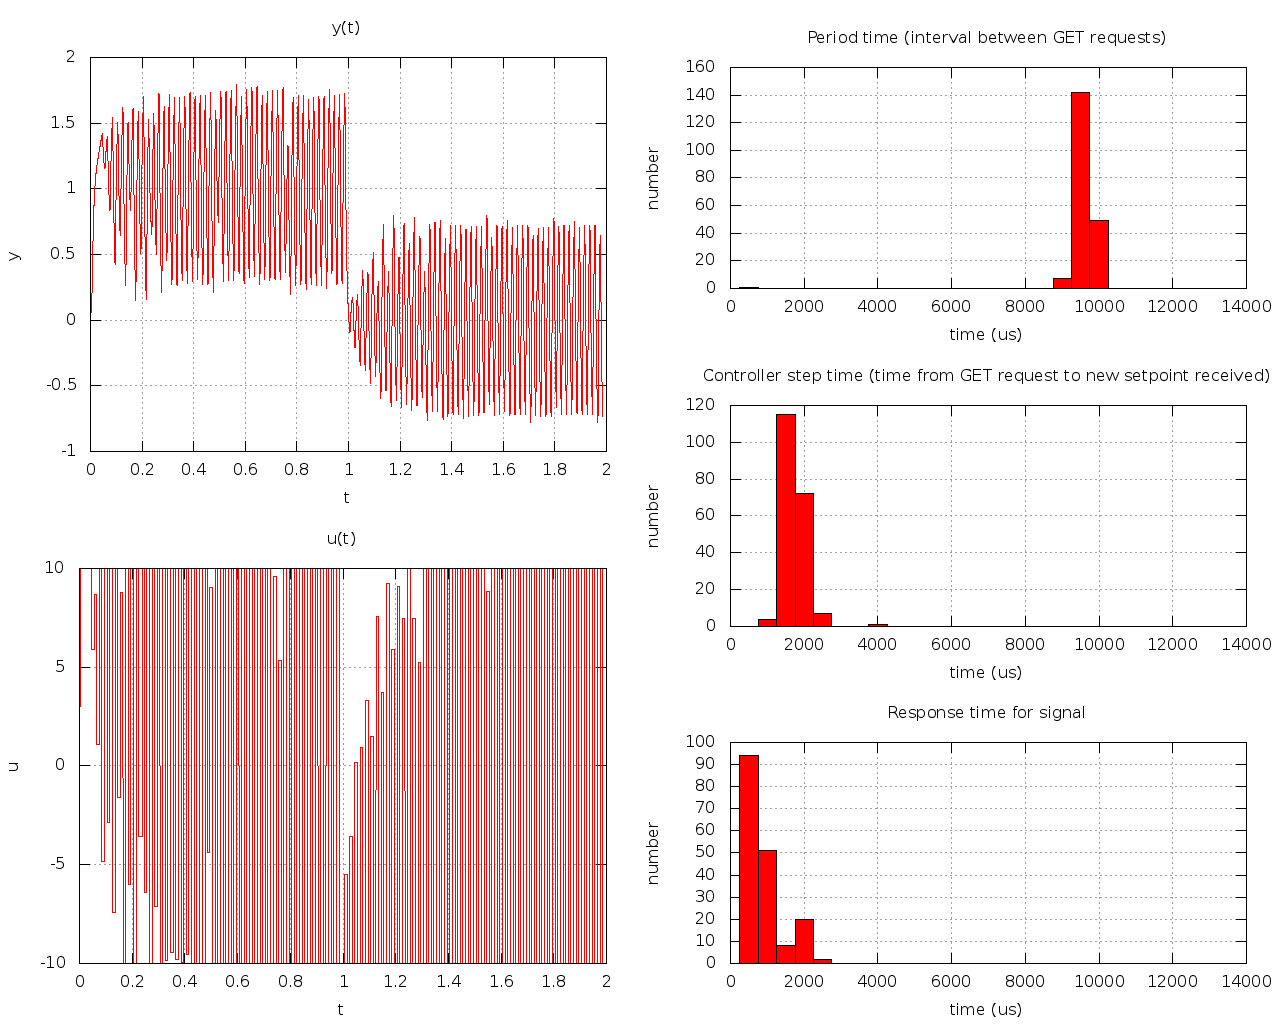 y(t)
2
1.5
1
0.5
0
-0.5
-1
y
0 0.2 0.4 0.6 0.8 1 1.2 1.4 1.6 1.8 2
t
u(t)
10
5
0
-5
-10
u
0 0.2 0.4 0.6 0.8 1 1.2 1.4 1.6 1.8 2
t
Period time (interval between GET requests)
160
140
120
100
80
60
40
20
0
number
0 2000 4000 6000 8000 10000 12000 14000
time (us)
Controller step time (time from GET request to new setpoint received)
120
100
80
60
40
20
0
number
0 2000 4000 6000 8000 10000 12000 14000
time (us)
Response time for signal
100
90
80
70
60
50
40
30
20
10
0
number
0 2000 4000 6000 8000 10000 12000 14000
time (us)